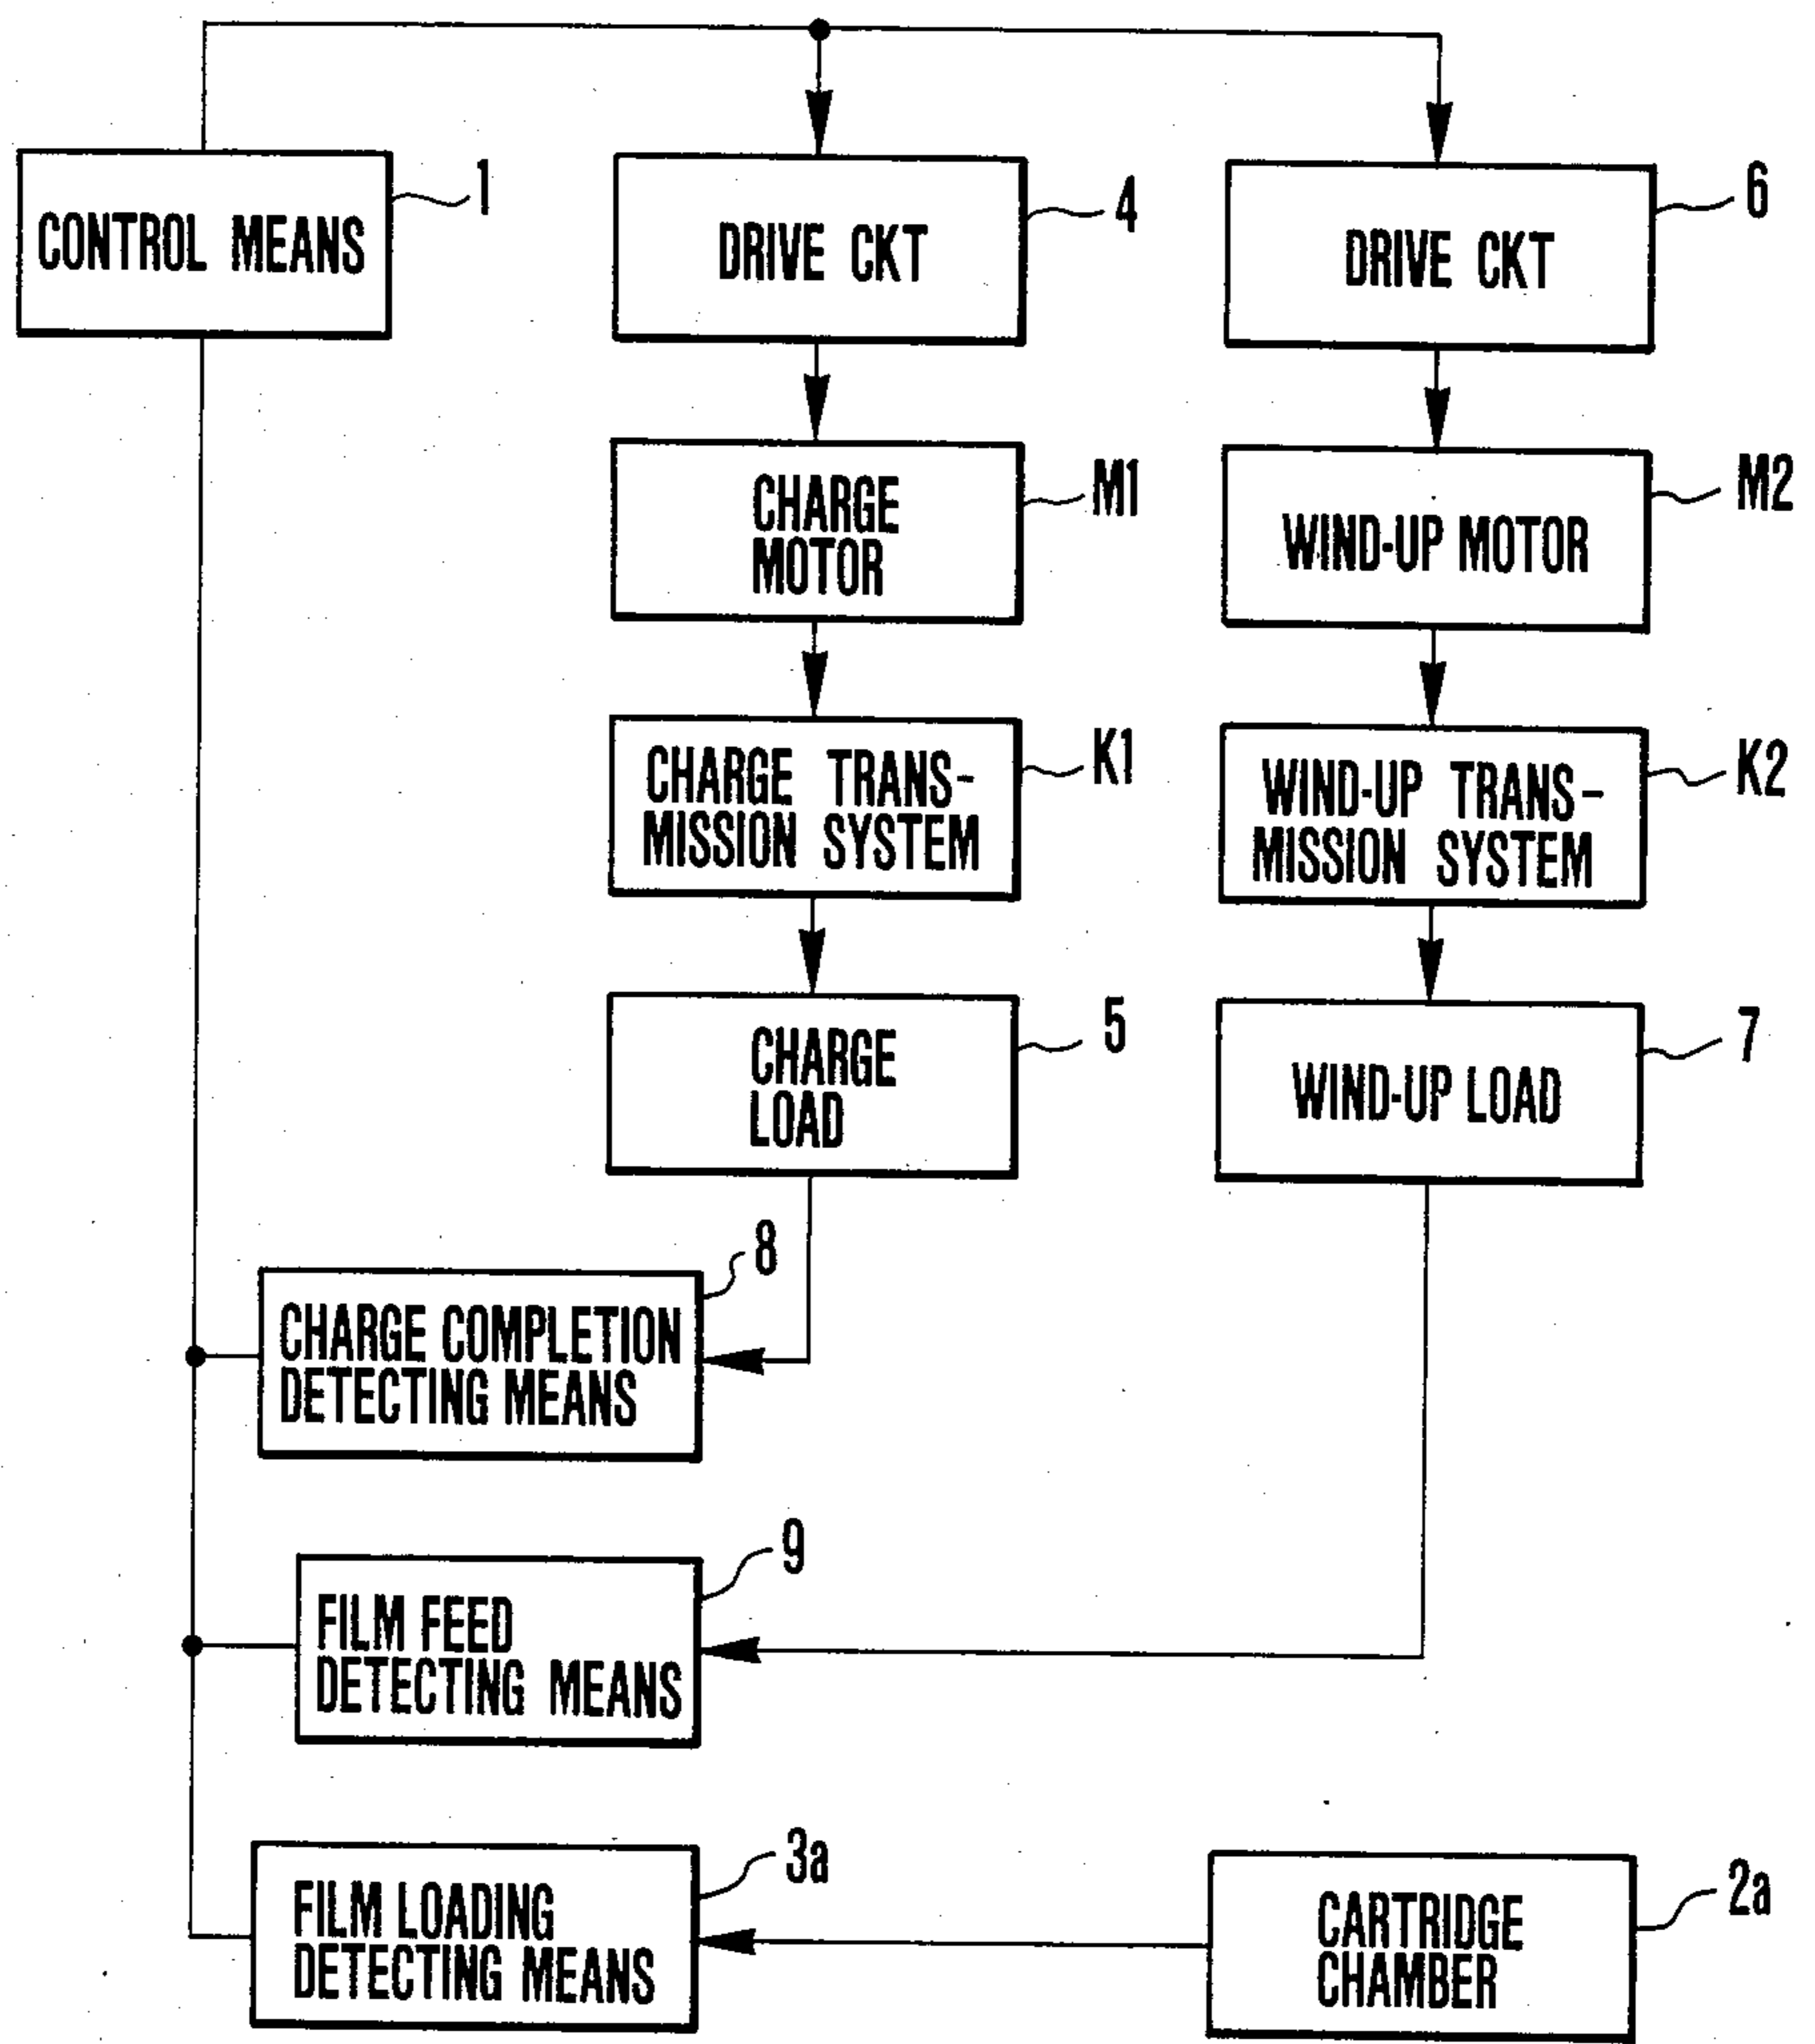 CONTROL MEANS
1
DRIVE CKT
4
DRIVE CKT
6
CHARGE
MOTOR
M1
WIND-UP MOTOR
M2
CHARGE TRANS-
MISSION SYSTEM
K1
WIND-UP TRANS-
MISSION SYSTEM
K2
CHARGE
LOAD
5
WIND-UP LOAD
7
CHARGE COMPLETION
DETECTING MEANS
8
FILM FEED
DETECTING MEANS
9
FILM LOADING
DETECTING MEANS
3a
CARTRIDGE
CHAMBER
2a